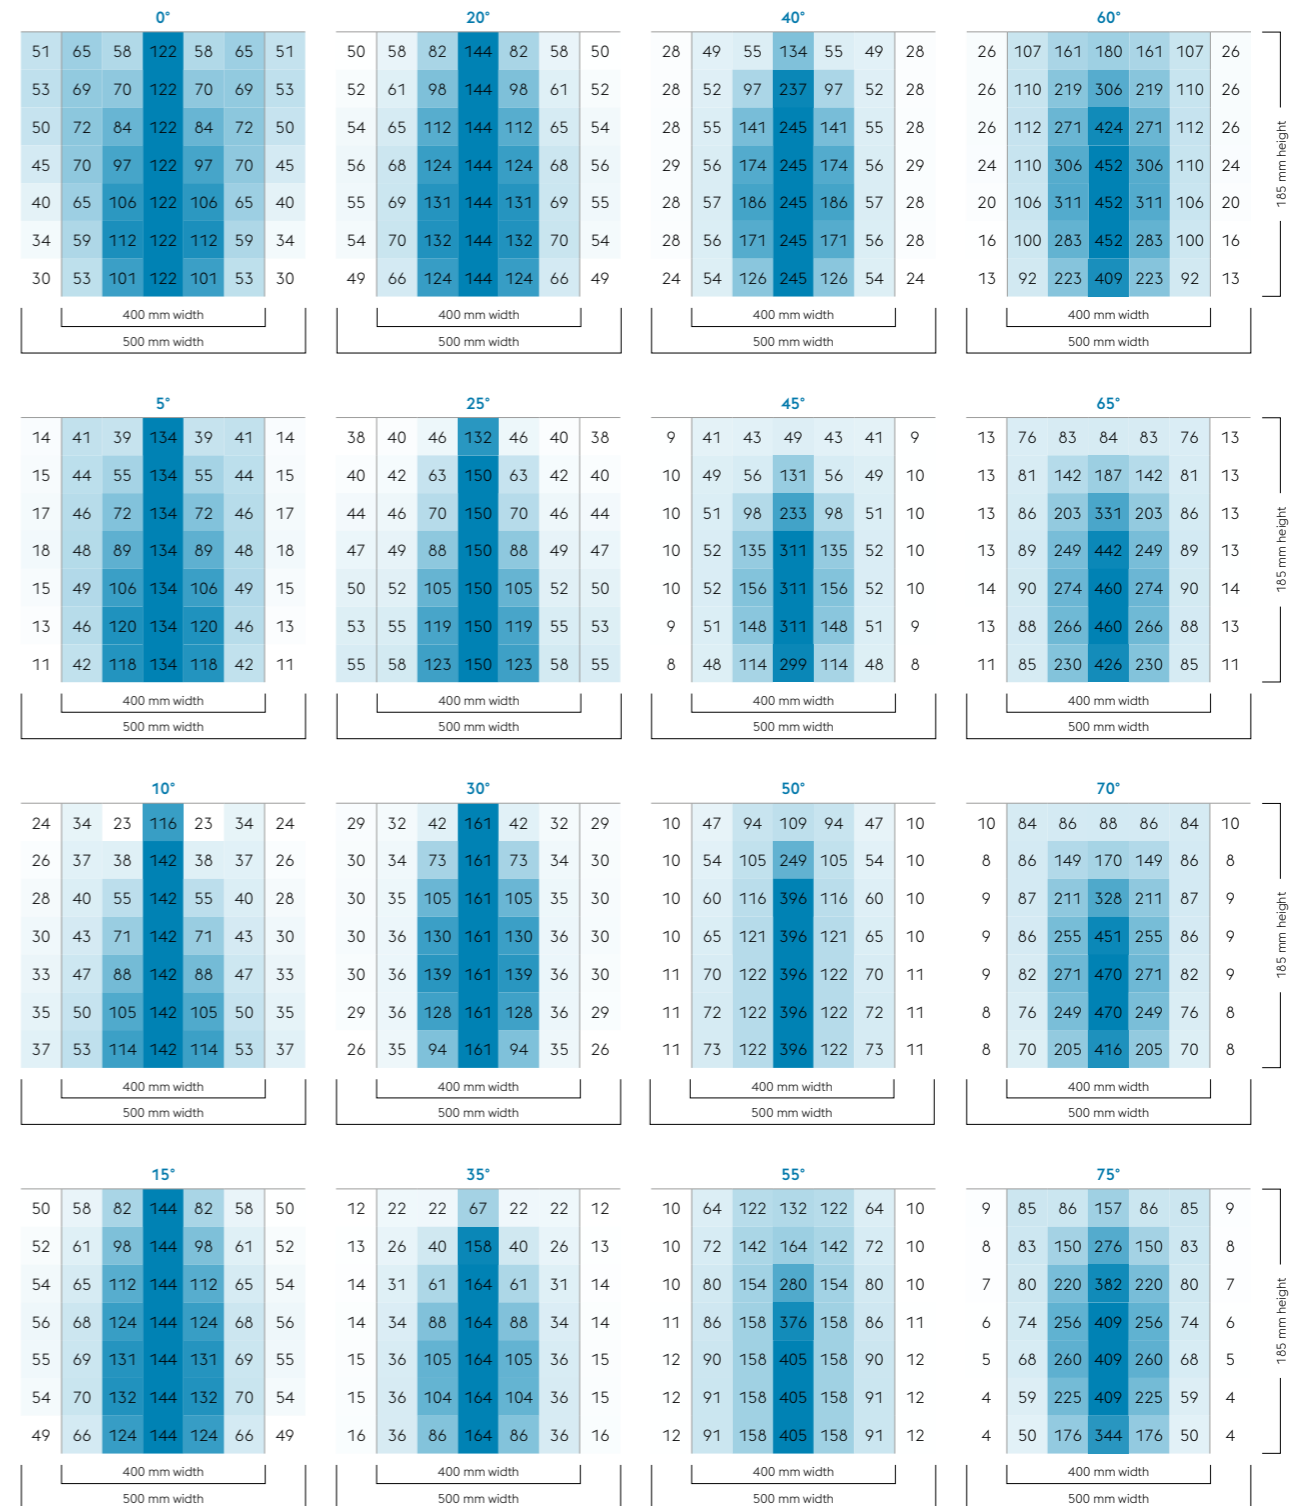 0° 20° 40° 60°
51 65 58 122 58 65 51 50 58 82 144 82 58 50 28 49 55 134 55 49 28 26 107 161 180 161 107 26
53 69 70 122 70 69 53 52 61 98 144 98 61 52 28 52 97 237 97 52 28 26 110 219 306 219 110 26
50 72 84 122 84 72 50 54 65 112 144 112 65 54 28 55 141 245 141 55 28 26 112 271 424 271 112 26
45 70 97 122 97 70 45 56 68 124 144 124 68 56 29 56 174 245 174 56 29 24 110 306 452 306 110 24
40 65 106 122 106 65 40 55 69 131 144 131 69 55 28 57 186 245 186 57 28 20 106 311 452 311 106 20
34 59 112 122 112 59 34 54 70 132 144 132 70 54 28 56 171 245 171 56 28 16 100 283 452 283 100 16
30 53 101 122 101 53 30 49 66 124 144 124 66 49 24 54 126 245 126 54 24 13 92 223 409 223 92 13
185 mm height
400 mm width 400 mm width 400 mm width 400 mm width
500 mm width 500 mm width 500 mm width 500 mm width
5° 25° 45° 65°
14 41 39 134 39 41 14 38 40 46 132 46 40 38 9 41 43 49 43 41 9 13 76 83 84 83 76 13
15 44 55 134 55 44 15 40 42 63 150 63 42 40 10 49 56 131 56 49 10 13 81 142 187 142 81 13
17 46 72 134 72 46 17 44 46 70 150 70 46 44 10 51 98 233 98 51 10 13 86 203 331 203 86 13
18 48 89 134 89 48 18 47 49 88 150 88 49 47 10 52 135 311 135 52 10 13 89 249 442 249 89 13
15 49 106 134 106 49 15 50 52 105 150 105 52 50 10 52 156 311 156 52 10 14 90 274 460 274 90 14
13 46 120 134 120 46 13 53 55 119 150 119 55 53 9 51 148 311 148 51 9 13 88 266 460 266 88 13
11 42 118 134 118 42 11 55 58 123 150 123 58 55 8 48 114 299 114 48 8 11 85 230 426 230 85 11
185 mm height
400 mm width 400 mm width 400 mm width 400 mm width
500 mm width 500 mm width 500 mm width 500 mm width
10° 30° 50° 70°
24 34 23 116 23 34 24 29 32 42 161 42 32 29 10 47 94 109 94 47 10 10 84 86 88 86 84 10
26 37 38 142 38 37 26 30 34 73 161 73 34 30 10 54 105 249 105 54 10 8 86 149 170 149 86 8
28 40 55 142 55 40 28 30 35 105 161 105 35 30 10 60 116 396 116 60 10 9 87 211 328 211 87 9
30 43 71 142 71 43 30 30 36 130 161 130 36 30 10 65 121 396 121 65 10 9 86 255 451 255 86 9
33 47 88 142 88 47 33 30 36 139 161 139 36 30 11 70 122 396 122 70 11 9 82 271 470 271 82 9
35 50 105 142 105 50 35 29 36 128 161 128 36 29 11 72 122 396 122 72 11 8 76 249 470 249 76 8
37 53 114 142 114 53 37 26 35 94 161 94 35 26 11 73 122 396 122 73 11 8 70 205 416 205 70 8
185 mm height
400 mm width 400 mm width 400 mm width 400 mm width
500 mm width 500 mm width 500 mm width 500 mm width
15° 35° 55° 75°
50 58 82 144 82 58 50 12 22 22 67 22 22 12 10 64 122 132 122 64 10 9 85 86 157 86 85 9
52 61 98 144 98 61 52 13 26 40 158 40 26 13 10 72 142 164 142 72 10 8 83 150 276 150 83 8
54 65 112 144 112 65 54 14 31 61 164 61 31 14 10 80 154 280 154 80 10 7 80 220 382 220 80 7
56 68 124 144 124 68 56 14 34 88 164 88 34 14 11 86 158 376 158 86 11 6 74 256 409 256 74 6
55 69 131 144 131 69 55 15 36 105 164 105 36 15 12 90 158 405 158 90 12 5 68 260 409 260 68 5
54 70 132 144 132 70 54 15 36 104 164 104 36 15 12 91 158 405 158 91 12 4 59 225 409 225 59 4
49 66 124 144 124 66 49 16 36 86 164 86 36 16 12 91 158 405 158 91 12 4 50 176 344 176 50 4
185 mm height
400 mm width 400 mm width 400 mm width 400 mm width
500 mm width 500 mm width 500 mm width 500 mm width